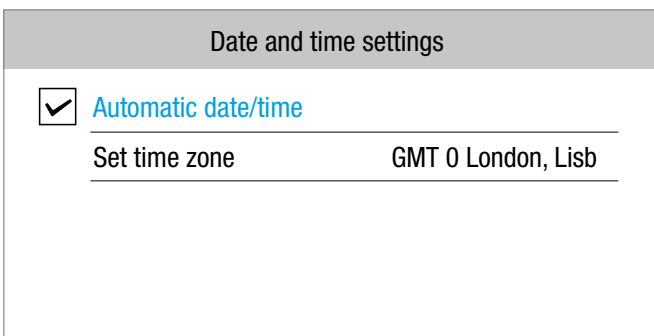 Date and time settings
Automatic date/time
Set time zone GMT 0 London, Lisb